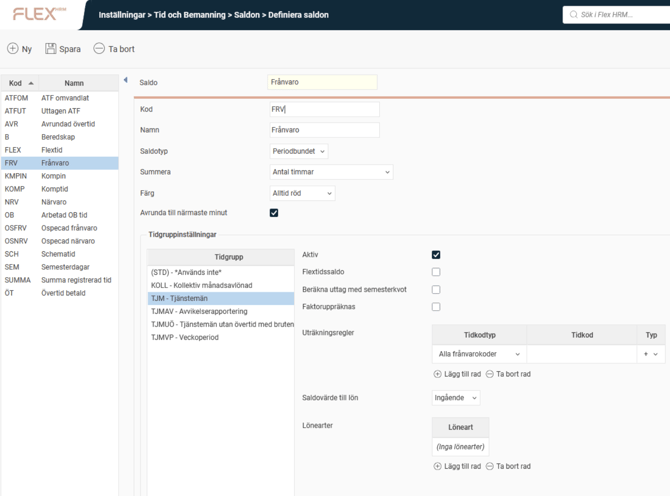 FLEX HRM
Inställningar > Tid och Bemanning > Saldon > Definiera saldon
Sök i Flex HRM...
Ny
Spara
Ta bort
Kod
Namn
ATFOM ATF omvandlat
ATFUT Uttagen ATF
AVR Avrundad övertid
B Beredskap
FLEX Flextid
FRV Frånvaro
KMPIN Kompin
KOMP Komptid
NRV Närvaro
OB Arbetad OB tid
OSFRV Ospecad frånvaro
OSNRV Ospecad närvaro
SCH Schematid
SEM Semesterdagar
SUMMA Summa registrerad tid
ÖT Övertid betald
Saldo Frånvaro
Kod FRV
Namn Frånvaro
Saldotyp Periodbundet
Summera Antal timmar
Färg Alltid röd
Avrunda till närmaste minut
Tidgruppinställningar
Tidgrupp
(STD) - *Används inte*
KOLL - Kollektiv månadsavlönad
TJM - Tjänstemän
TJMAV - Avvikelserapportering
TJMUÖ - Tjänstemän utan övertid med bruten
TJMVP - Veckoperiod
Aktiv
Flextidssaldo
Beräkna uttag med semesterkvot
Faktoruppräknas
Uträkningsregler
Tidkodtyp Tidkod Typ
Alla frånvarokoder +
Lägg till rad Ta bort rad
Saldovärde till lön Ingående
Lönearter
Löneart
(Inga lönearter)
Lägg till rad Ta bort rad